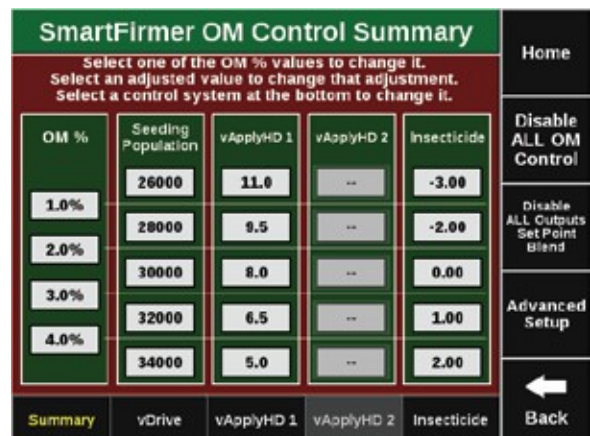 SmartFirmer OM Control Summary
Select one of the OM % values to change it.
Select an adjusted value to change that adjustment.
Select a control system at the bottom to change it.
OM %
1.0%
2.0%
3.0%
4.0%
Seeding
Population
26000
28000
30000
32000
34000
vApplyHD 1
11.0
9.5
8.0
6.5
5.0
vApplyHD 2
--
--
--
--
--
Insecticide
-3.00
-2.00
0.00
1.00
2.00
Summary
vDrive
vApplyHD 1
vApplyHD 2
Insecticide
Home
Disable
ALL OM
Control
Disable
ALL Outputs
Set Point
Blend
Advanced
Setup
Back